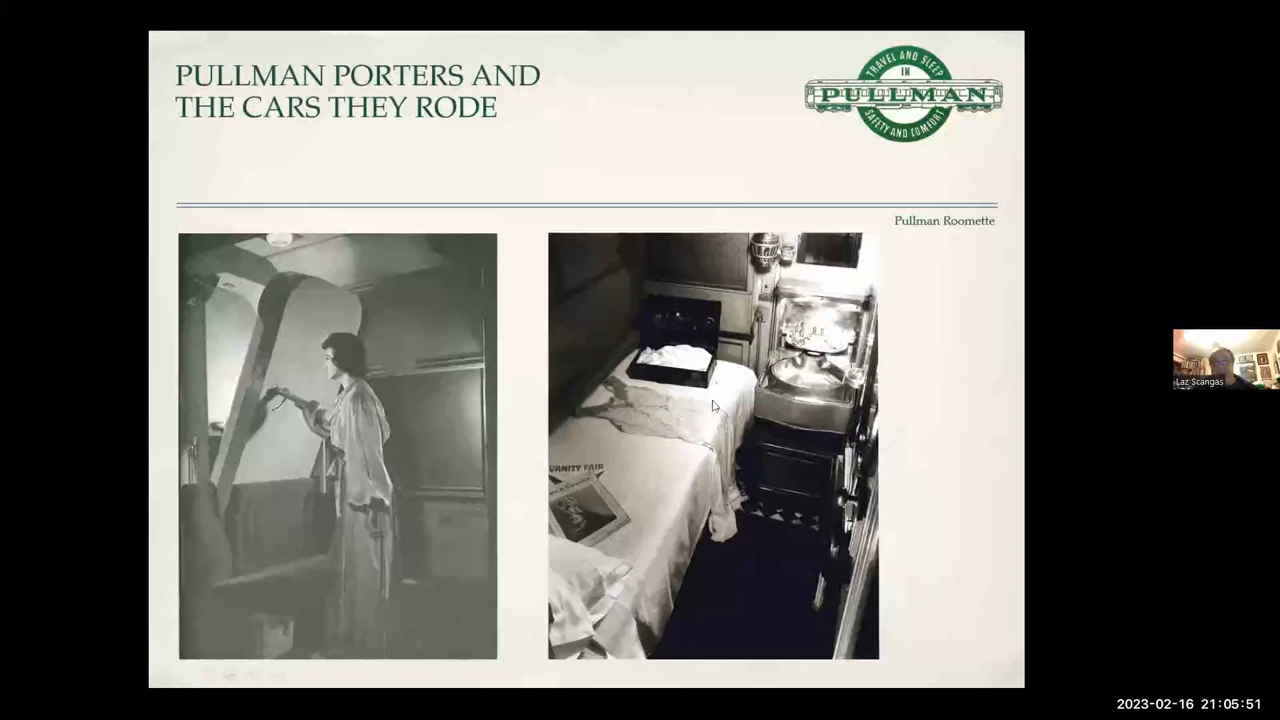 PULLMAN PORTERS AND
THE CARS THEY RODE
TRAVEL AND SLEEP
IN
PULLMAN
SAFETY AND COMFORT
Pullman Roomette
VANITY FAIR
Laz Scangas
2023-02-16 21:05:51